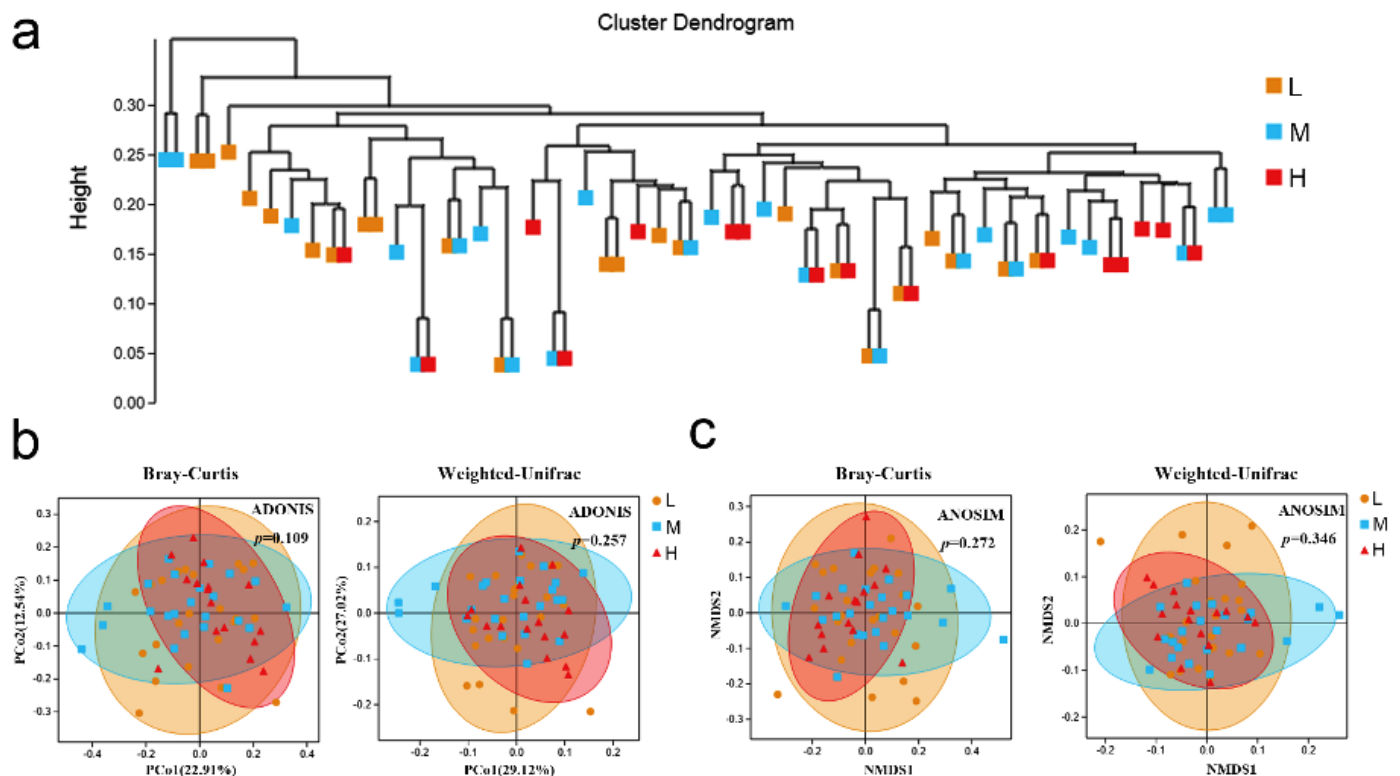 a
Cluster Dendrogram
Height
0.30
0.25
0.20
0.15
0.10
0.05
0.00
L
M
H
b
Bray-Curtis
ADONIS
p=0.109
0.3
0.2
0.1
0.0
-0.1
-0.2
-0.3
PCo2(12.54%)
-0.4
-0.2
0.0
0.2
0.4
PCo1(22.91%)
Weighted-Unifrac
ADONIS
p=0.257
0.2
0.1
0.0
-0.1
-0.2
PCo2(27.02%)
-0.2
-0.1
0.0
0.1
0.2
PCo1(29.12%)
L
M
H
c
Bray-Curtis
ANOSIM
p=0.272
0.3
0.2
0.1
0.0
-0.1
-0.2
-0.3
NMDS2
-0.4
-0.2
0.0
0.2
0.4
NMDS1
Weighted-Unifrac
ANOSIM
p=0.346
0.2
0.1
0.0
-0.1
-0.2
NMDS2
-0.2
-0.1
0.0
0.1
0.2
NMDS1
L
M
H